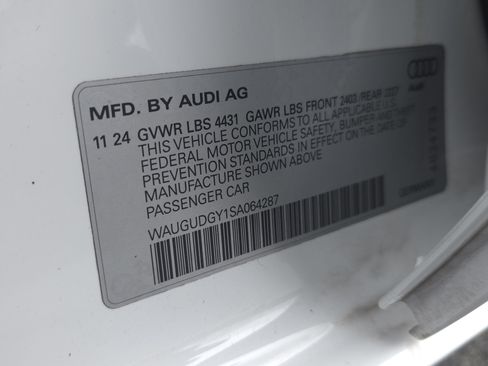 MFD. BY AUDI AG
11 24 GVWR LBS 4431 GAWR LBS FRONT 2403 /REAR 2227
THIS VEHICLE CONFORMS TO ALL APPLICABLE U.S.
FEDERAL MOTOR VEHICLE SAFETY, BUMPER AND THEFT
PREVENTION STANDARDS IN EFFECT ON THE DATE OF
MANUFACTURE SHOWN ABOVE
PASSENGER CAR
WAUGUDGY1SA064287
Audi
GERMANY